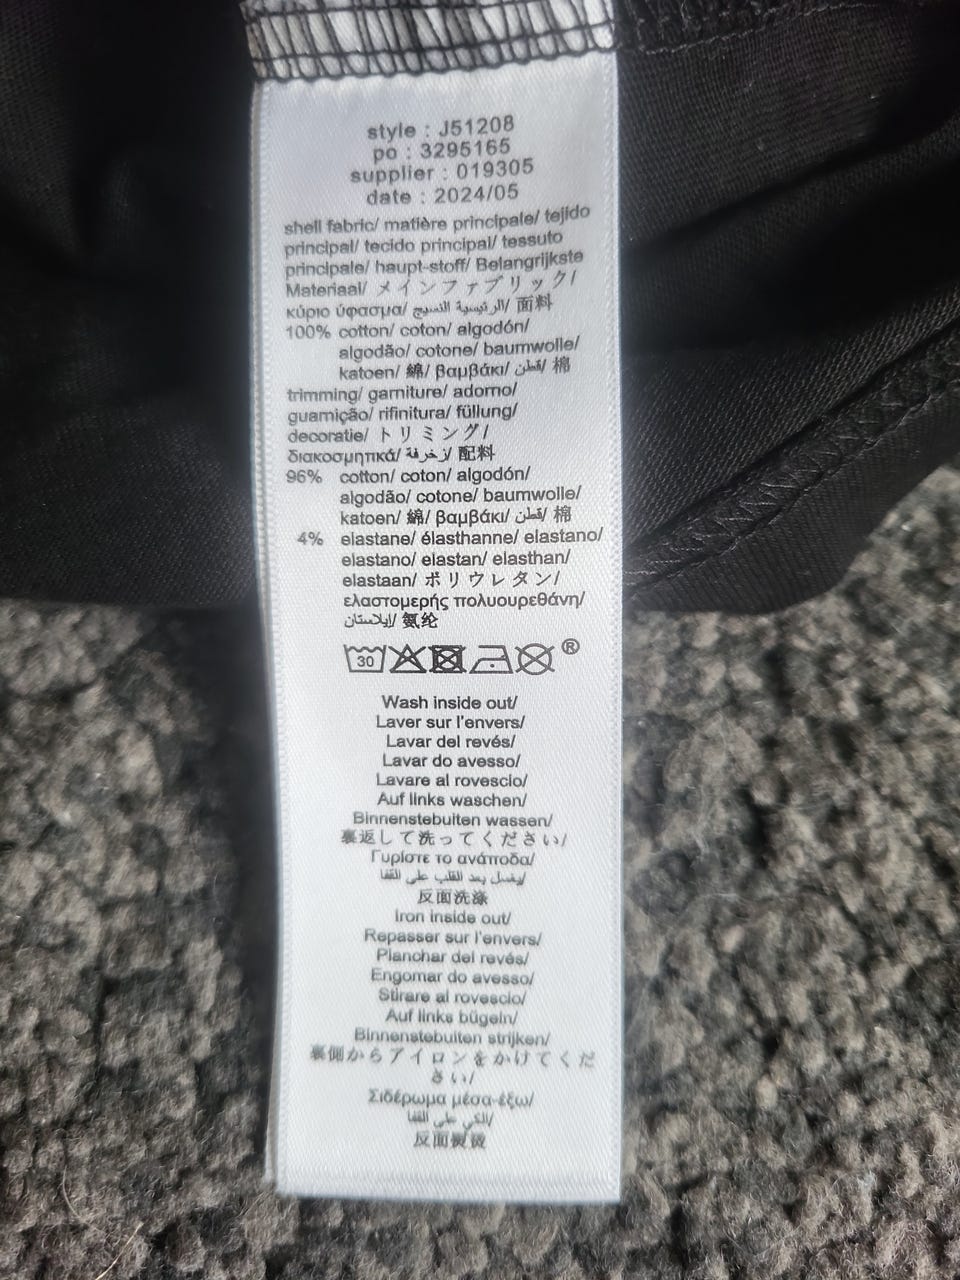 style : J51208
po : 3295165
supplier : 019305
date : 2024/05
shell fabric/ matière principale/ tejido
principal/ tecido principal/ tessuto
principale/ haupt-stoff/ Belangrijkste
Materiaal/ メインファブリック/
κύριο ύφασμα/ الرئيسية النسيج/ 面料
100% cotton/ coton/ algodón/
algodão/ cotone/ baumwolle/
katoen/ 綿/ βαμβάκι/ قطن/ 棉
trimming/ garniture/ adorno/
guarnição/ rifinitura/ füllung/
decoratie/ トリミング/
διακοσμητικά/ زخرفة/ 配料
96% cotton/ coton/ algodón/
algodão/ cotone/ baumwolle/
katoen/ 綿/ βαμβάκι/ قطن/ 棉
4% elastane/ élasthanne/ elastano/
elastano/ elastan/ elasthan/
elastaan/ ポリウレタン/
ελαστομερής πολυουρεθάνη/
إيلاستان/ 氨纶
30 ®
Wash inside out/
Laver sur l'envers/
Lavar del revés/
Lavar do avesso/
Lavare al rovescio/
Auf links waschen/
Binnenstebuiten wassen/
裏返して洗ってください/
Γυρίστε το ανάποδα/
يغسل بعد القلب على القفا/
反面洗涤
Iron inside out/
Repasser sur l'envers/
Planchar del revés/
Engomar do avesso/
Stirare al rovescio/
Auf links bügeln/
Binnenstebuiten strijken/
裏側からアイロンをかけてくだ
さい/
Σιδέρωμα μέσα-έξω/
الكي على القفا/
反面熨烫